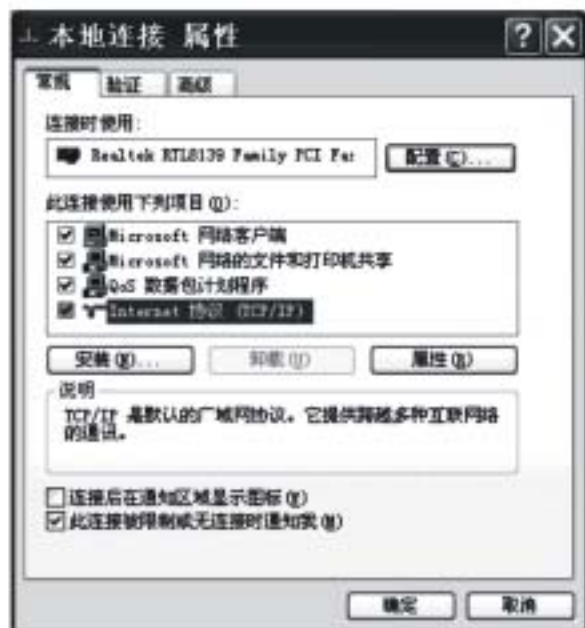 本地连接 属性
常规 验证 高级
连接时使用:
Realtek RTL8139 Family PCI Fas
配置(C)...
此连接使用下列项目(O):
Microsoft 网络客户端
Microsoft 网络的文件和打印机共享
QoS 数据包计划程序
Internet 协议 (TCP/IP)
安装(N)... 卸载(U) 属性(R)
说明
TCP/IP 是默认的广域网协议。它提供跨越多种互联网络
的通讯。
连接后在通知区域显示图标(W)
此连接被限制或无连接时通知我(M)
确定 取消